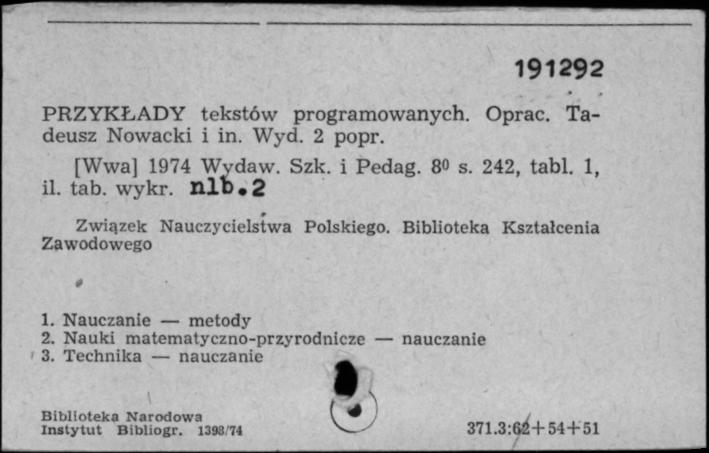 191292
PRZYKŁADY tekstów programowanych. Oprac. Ta-
deusz Nowacki i in. Wyd. 2 popr.
[Wwa] 1974 Wydaw. Szk. i Pedag. 8⁰ s. 242, tabl. 1,
il. tab. wykr. nlb.2
Związek Nauczycielstwa Polskiego. Biblioteka Kształcenia
Zawodowego
1. Nauczanie — metody
2. Nauki matematyczno-przyrodnicze — nauczanie
3. Technika — nauczanie
Biblioteka Narodowa
Instytut Bibliogr. 1393/74
371.3:62+54+51